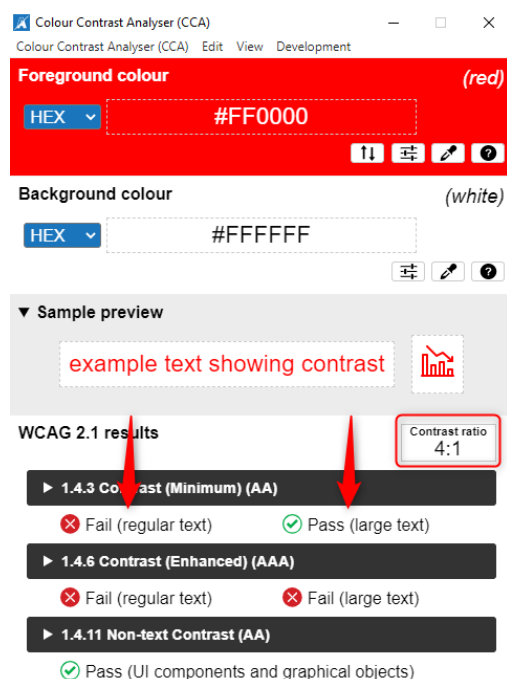 Colour Contrast Analyser (CCA)
Colour Contrast Analyser (CCA) Edit View Development
Foreground colour (red)
HEX #FF0000
Background colour (white)
HEX #FFFFFF
▼ Sample preview
example text showing contrast
WCAG 2.1 results Contrast ratio
4:1
▶ 1.4.3 Contrast (Minimum) (AA)
Fail (regular text) Pass (large text)
▶ 1.4.6 Contrast (Enhanced) (AAA)
Fail (regular text) Fail (large text)
▶ 1.4.11 Non-text Contrast (AA)
Pass (UI components and graphical objects)